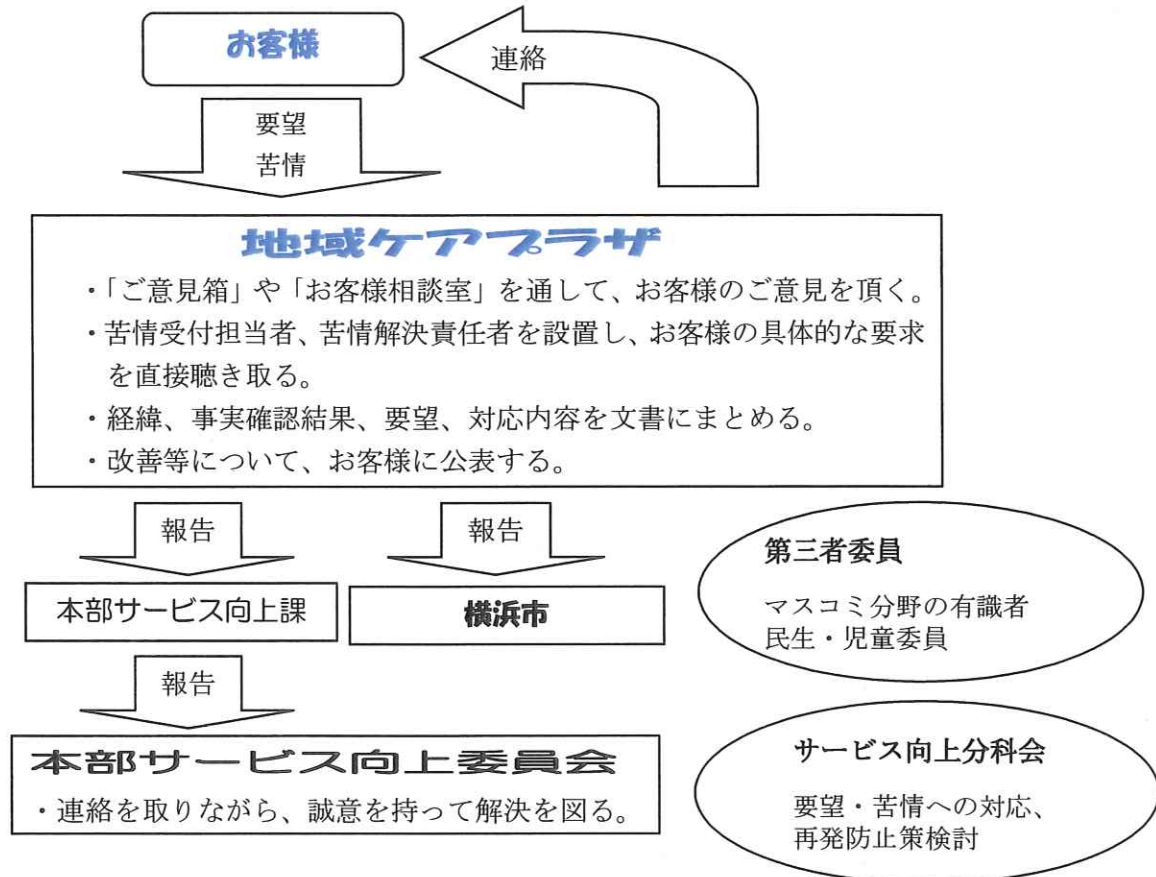 お客様
連絡
要望
苦情
地域ケアプラザ
・「ご意見箱」や「お客様相談室」を通して、お客様のご意見を頂く。
・苦情受付担当者、苦情解決責任者を設置し、お客様の具体的な要求
を直接聴き取る。
・経緯、事実確認結果、要望、対応内容を文書にまとめる。
・改善等について、お客様に公表する。
報告
報告
本部サービス向上課
横浜市
第三者委員
マスコミ分野の有識者
民生・児童委員
報告
本部サービス向上委員会
・連絡を取りながら、誠意を持って解決を図る。
サービス向上分科会
要望・苦情への対応、
再発防止策検討